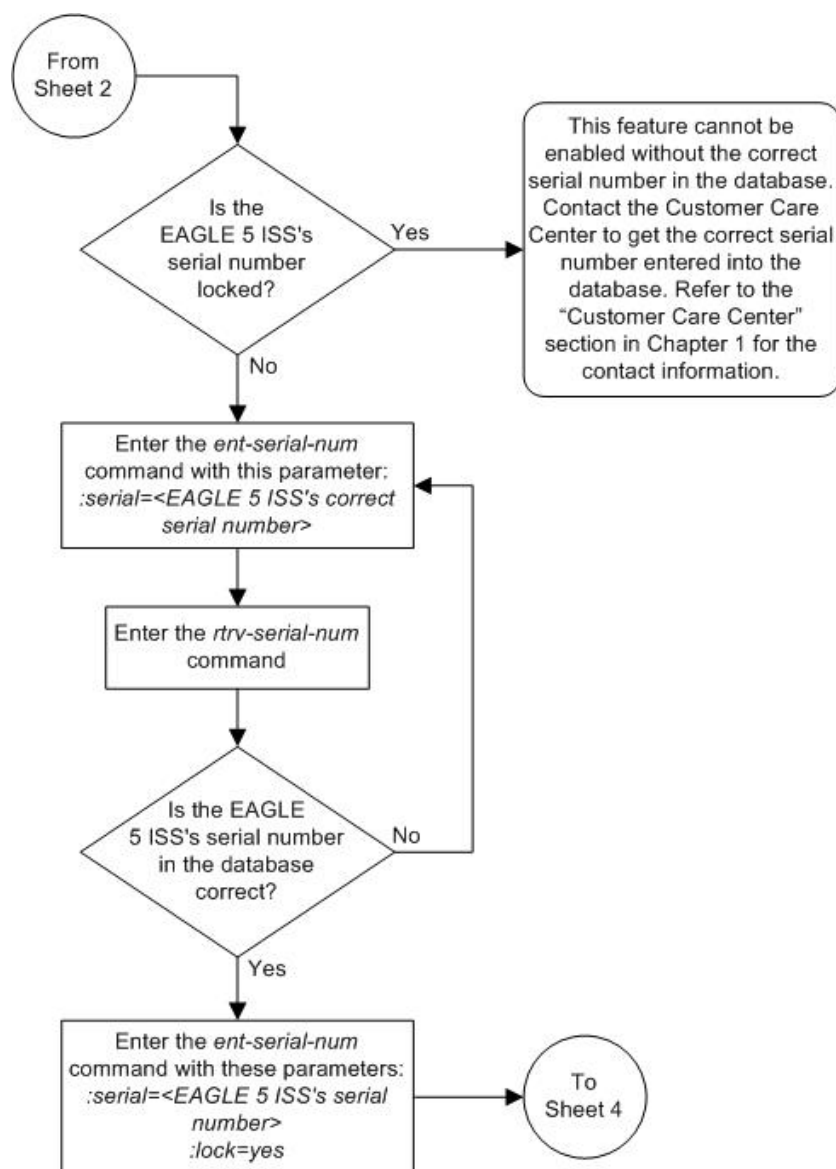 From
Sheet 2
This feature cannot be
enabled without the correct
serial number in the database.
Contact the Customer Care
Center to get the correct serial
number entered into the
database. Refer to the
“Customer Care Center”
section in Chapter 1 for the
contact information.
Is the
EAGLE 5 ISS's
serial number
locked?
Yes
No
Enter the ent-serial-num
command with this parameter:
:serial=<EAGLE 5 ISS's correct
serial number>
Enter the rtrv-serial-num
command
Is the EAGLE
5 ISS's serial number
in the database
correct?
No
Yes
Enter the ent-serial-num
command with these parameters:
:serial=<EAGLE 5 ISS's serial
number>
:lock=yes
To
Sheet 4